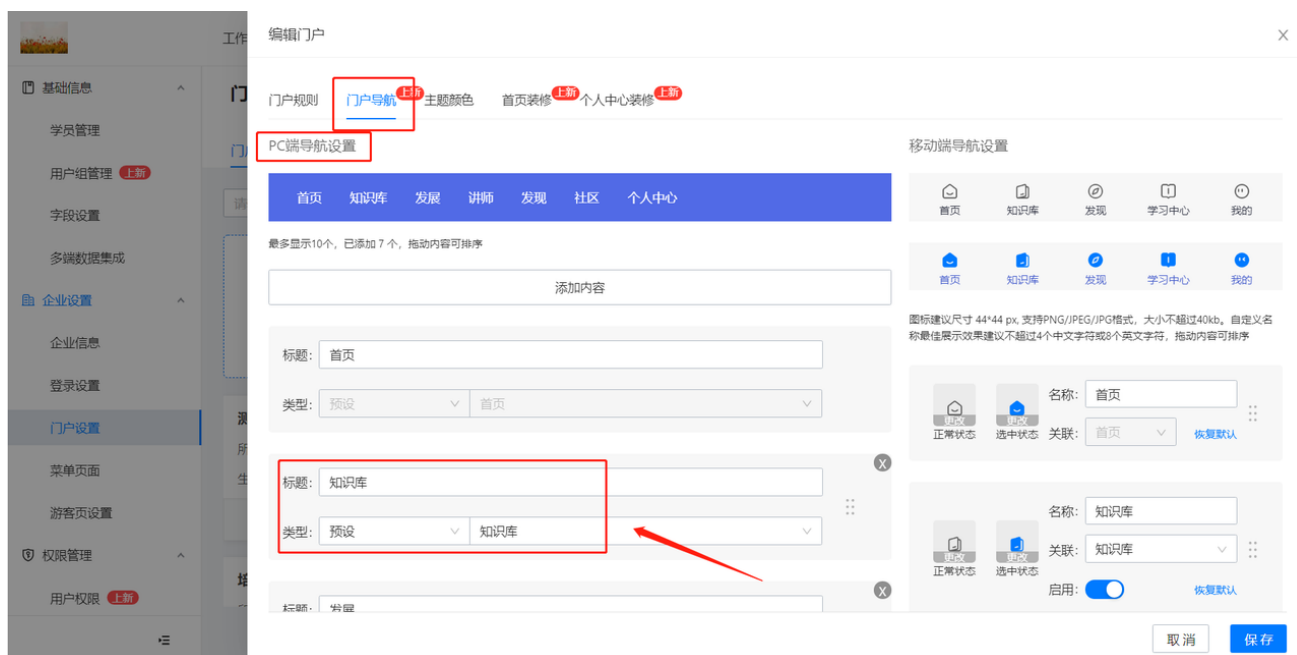 工作
编辑门户
基础信息
学员管理
用户组管理 上新
字段设置
多端数据集成
企业设置
企业信息
登录设置
门户设置
菜单页面
游客页设置
权限管理
用户权限 上新
门户规则 门户导航 上新 主题颜色 首页装修 上新 个人中心装修 上新
PC端导航设置
首页 知识库 发展 讲师 发现 社区 个人中心
最多显示10个，已添加 7 个，拖动内容可排序
添加内容
标题: 首页
类型: 预设 首页
X
标题: 知识库
类型: 预设 知识库
X
标题: 发展
移动端导航设置
首页 知识库 发现 学习中心 我的
首页 知识库 发现 学习中心 我的
图标建议尺寸 44*44 px, 支持PNG/JPEG/JPG格式，大小不超过40kb。自定义名
称最佳展示效果建议不超过4个中文字符或8个英文字符，拖动内容可排序
名称: 首页
更改 更改
正常状态 选中状态 关联: 首页 恢复默认
名称: 知识库
更改 更改
正常状态 选中状态 关联: 知识库
启用: 恢复默认
取消 保存